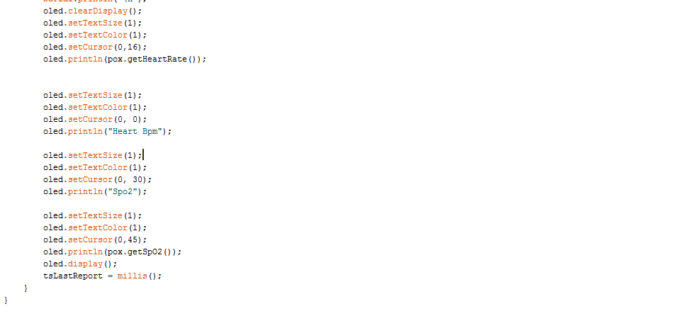 oled.clearDisplay();
oled.setTextSize(1);
oled.setTextColor(1);
oled.setCursor(0,16);
oled.println(pox.getHeartRate());
oled.setTextSize(1);
oled.setTextColor(1);
oled.setCursor(0, 0);
oled.println("Heart Bpm");
oled.setTextSize(1);
oled.setTextColor(1);
oled.setCursor(0, 30);
oled.println("Spo2");
oled.setTextSize(1);
oled.setTextColor(1);
oled.setCursor(0,45);
oled.println(pox.getSpO2());
oled.display();
tsLastReport = millis();
}
}